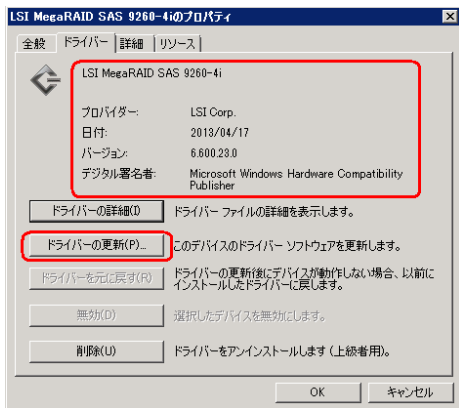 LSI MegaRAID SAS 9260-4iのプロパティ
全般 ドライバー 詳細 リソース
LSI MegaRAID SAS 9260-4i
プロバイダー: LSI Corp.
日付: 2013/04/17
バージョン: 6.600.23.0
デジタル署名者: Microsoft Windows Hardware Compatibility
Publisher
ドライバーの詳細(I) ドライバー ファイルの詳細を表示します。
ドライバーの更新(P)... このデバイスのドライバー ソフトウェアを更新します。
ドライバーを元に戻す(R) ドライバーの更新後にデバイスが動作しない場合、以前に
インストールしたドライバーに戻します。
無効(D) 選択したデバイスを無効にします。
削除(U) ドライバーをアンインストールします (上級者用)。
OK キャンセル